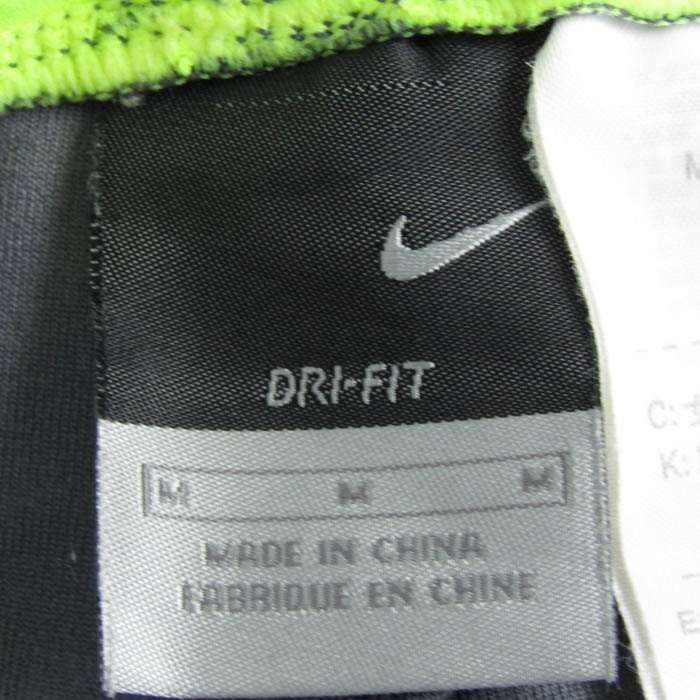 DRI-FIT
M M M
MADE IN CHINA
FABRIQUE EN CHINE
C:
K:
E